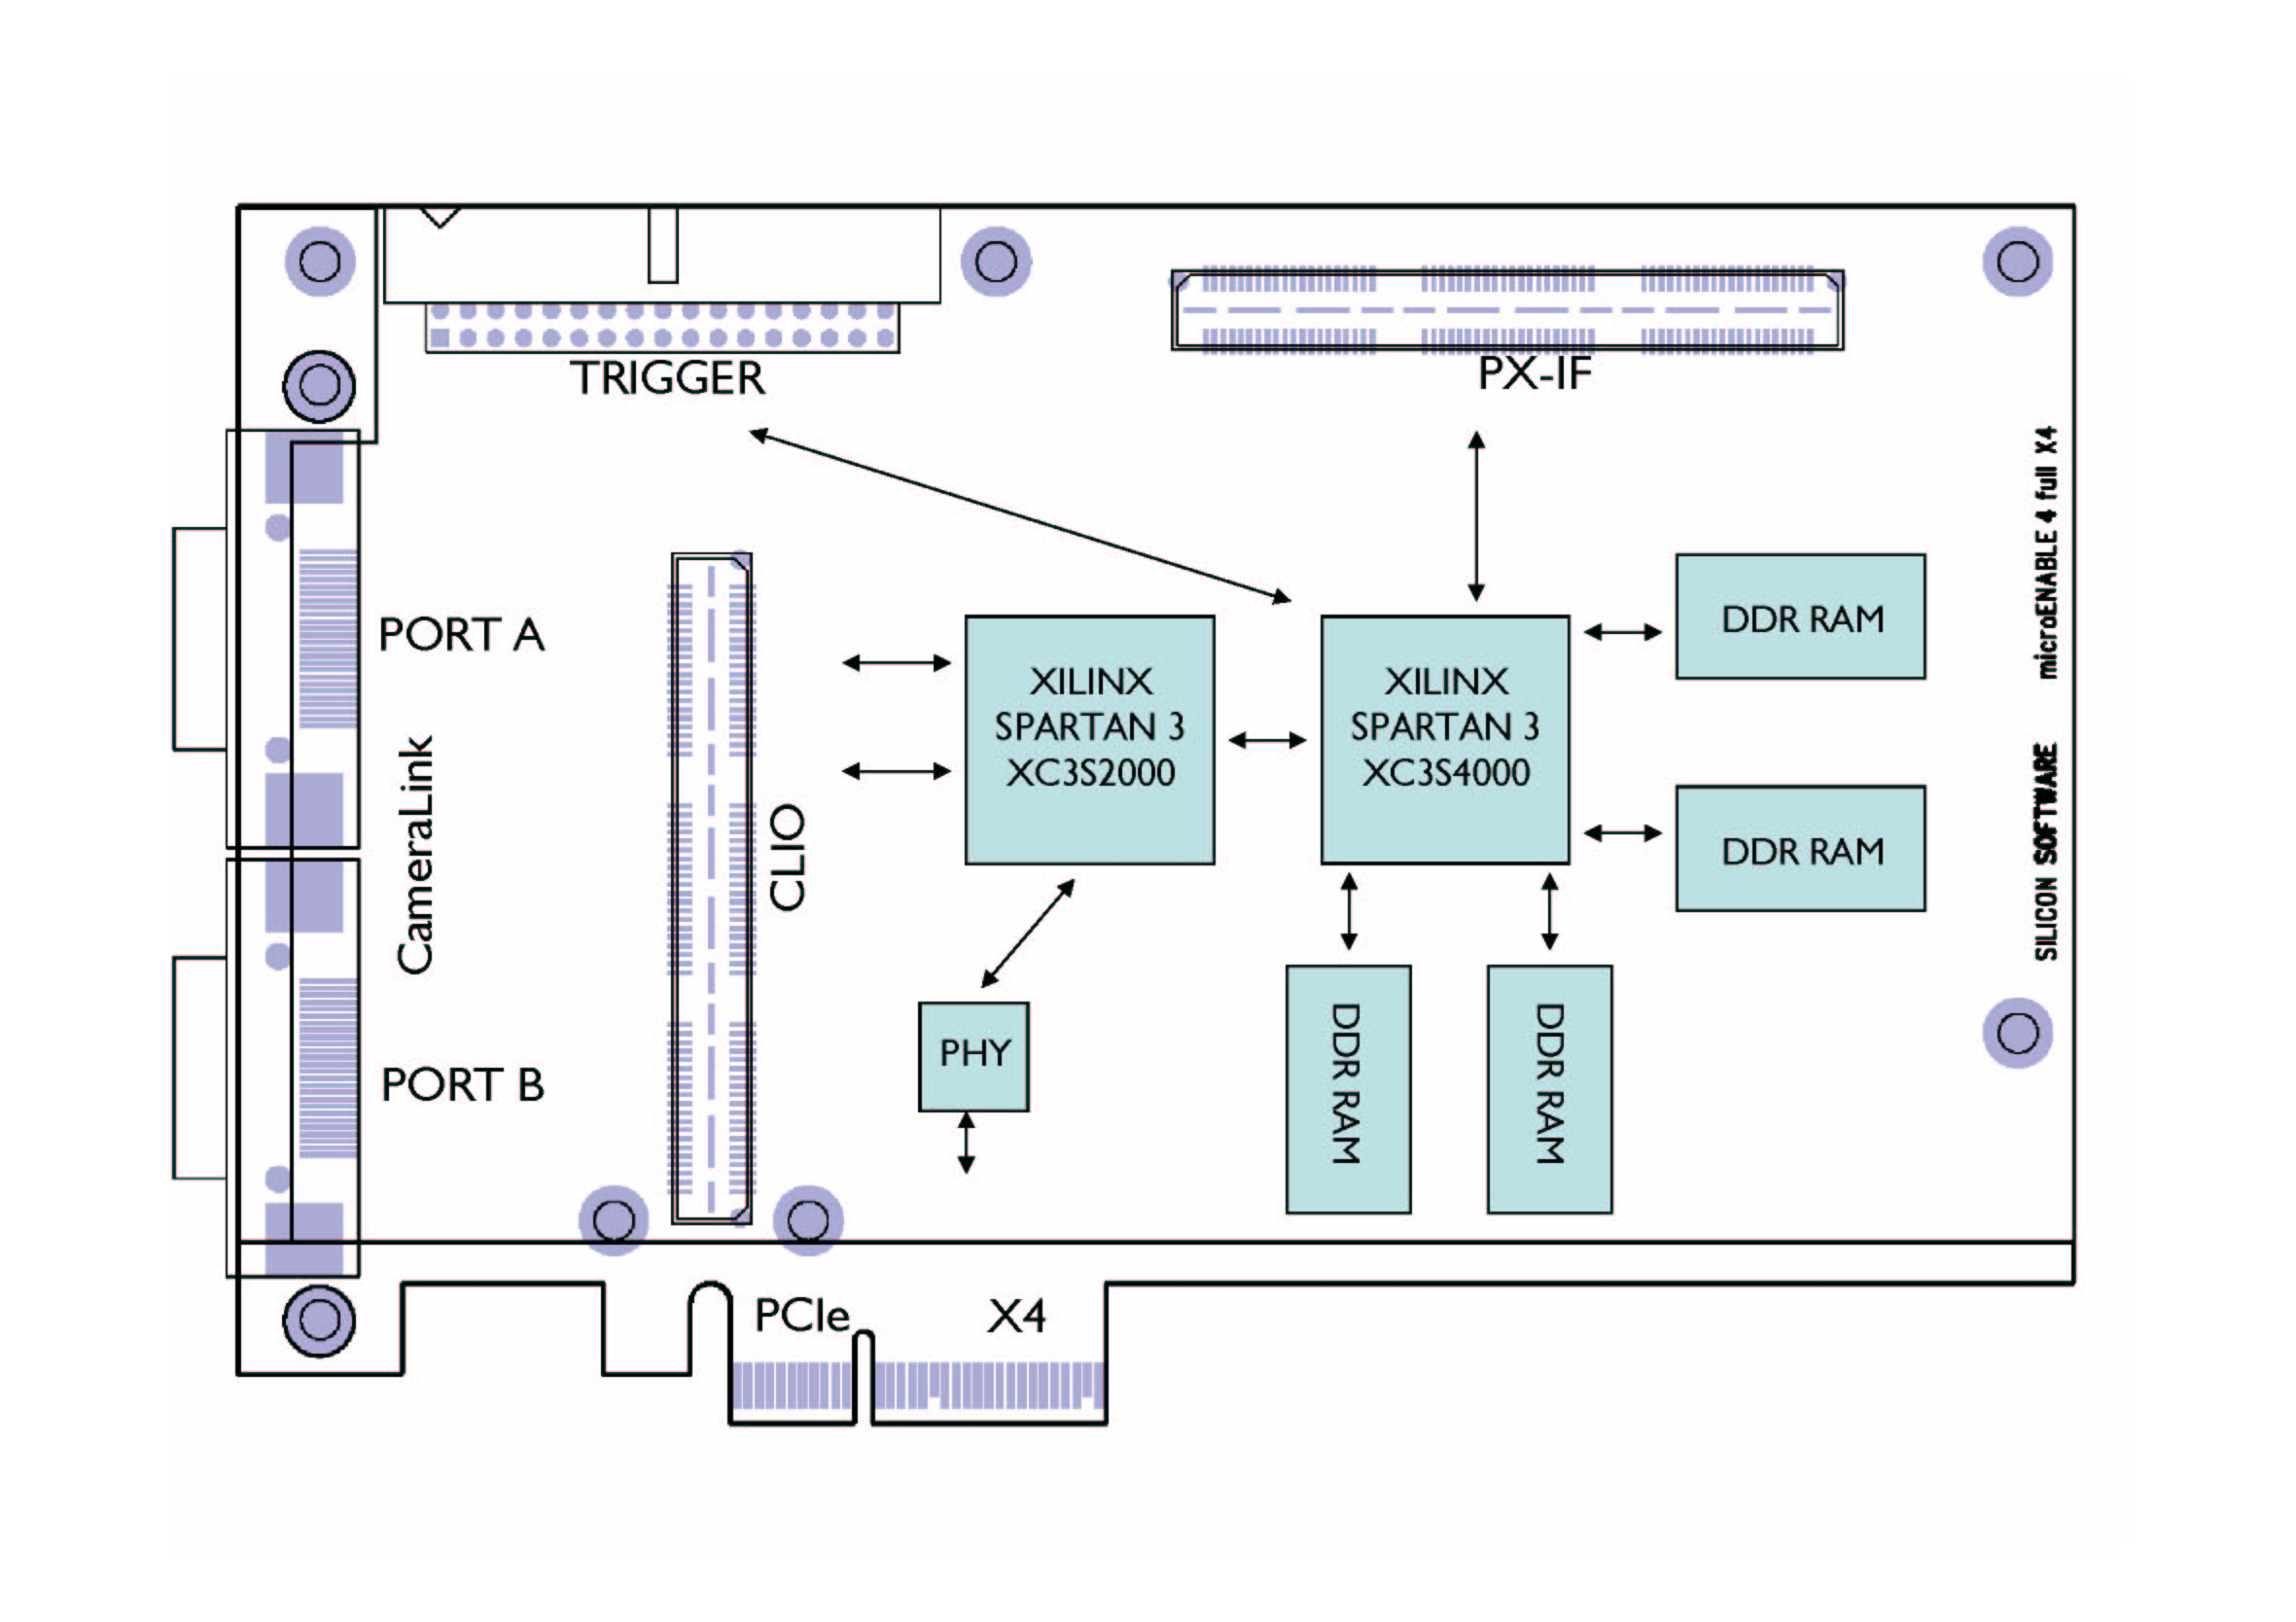 TRIGGER
PX-IF
PORT A
CameraLink
PORT B
CLIO
XILINX
SPARTAN 3
XC3S2000
XILINX
SPARTAN 3
XC3S4000
DDR RAM
DDR RAM
PHY
DDR RAM
DDR RAM
SILICON SOFTWARE microENABLE 4 full X4
PCIe X4